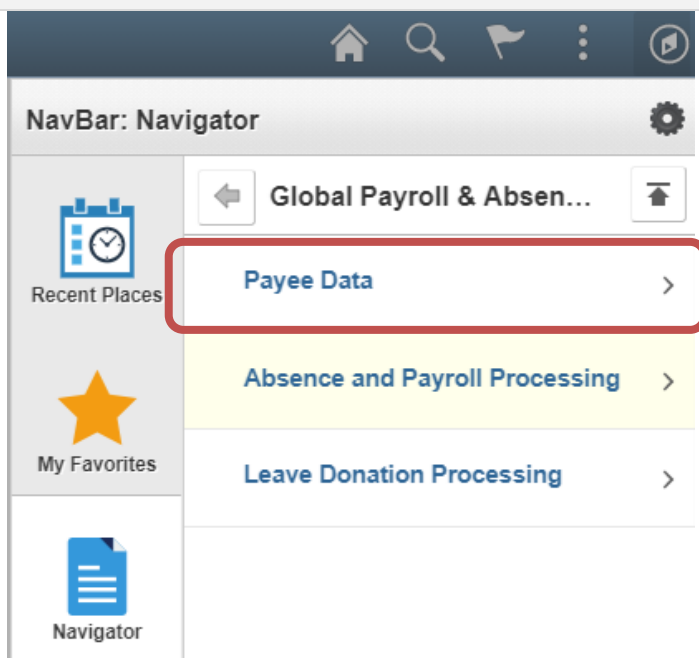 NavBar: Navigator
Global Payroll & Absen...
Recent Places
Payee Data
Absence and Payroll Processing
My Favorites
Leave Donation Processing
Navigator